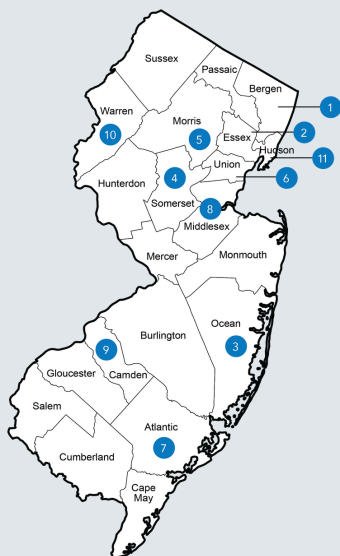 Sussex
Passaic
Bergen
1
Warren
10
Morris
5
Essex
2
Hudson
11
Hunterdon
4
Union
6
Somerset
8
Middlesex
Mercer
Monmouth
Ocean
3
Burlington
9
Gloucester
Camden
Salem
Atlantic
7
Cumberland
Cape
May